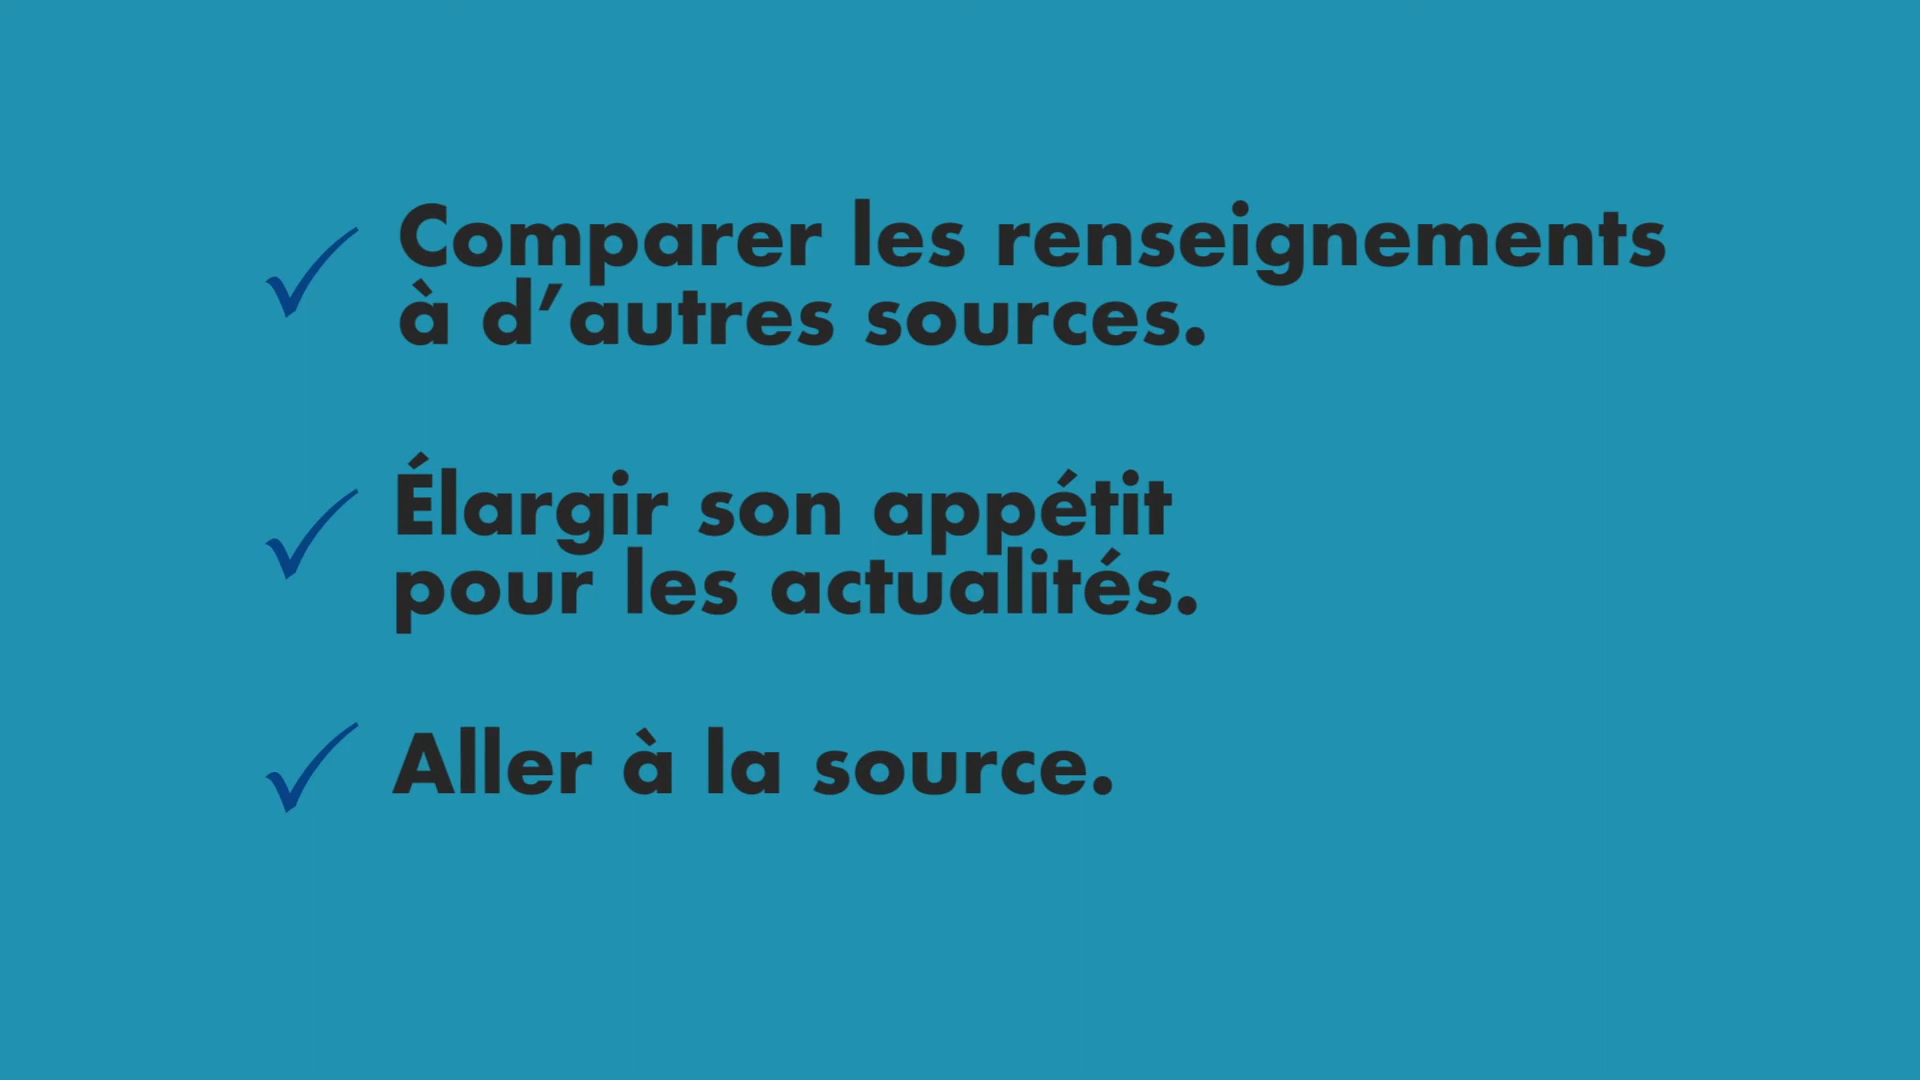 Comparer les renseignements
à d’autres sources.
Élargir son appétit
pour les actualités.
Aller à la source.